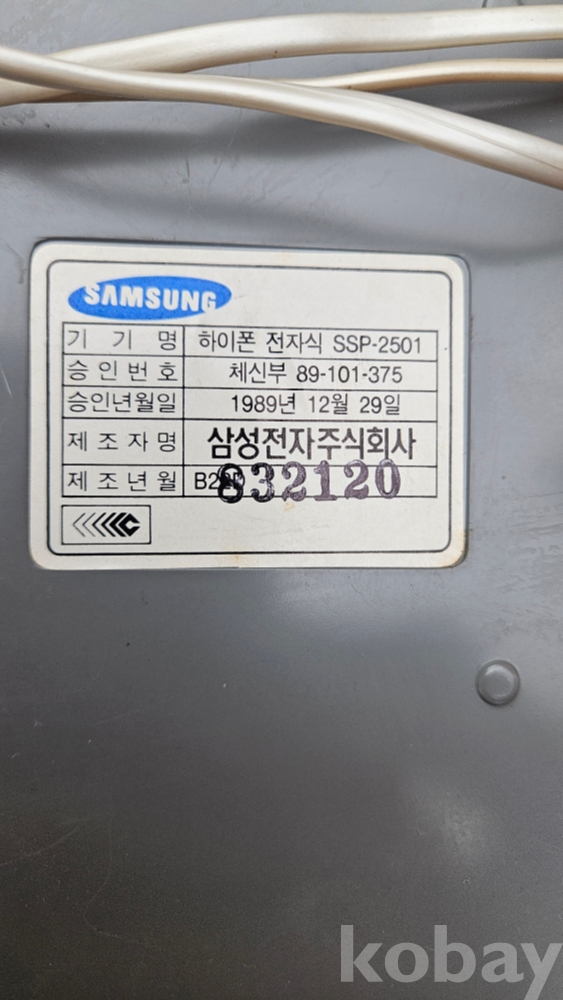 SAMSUNG
기 기 명 하이폰 전자식 SSP-2501
승 인 번 호 체신부 89-101-375
승인년월일 1989년 12월 29일
제 조 자 명 삼성전자주식회사
제 조 년 월 832120
kobay